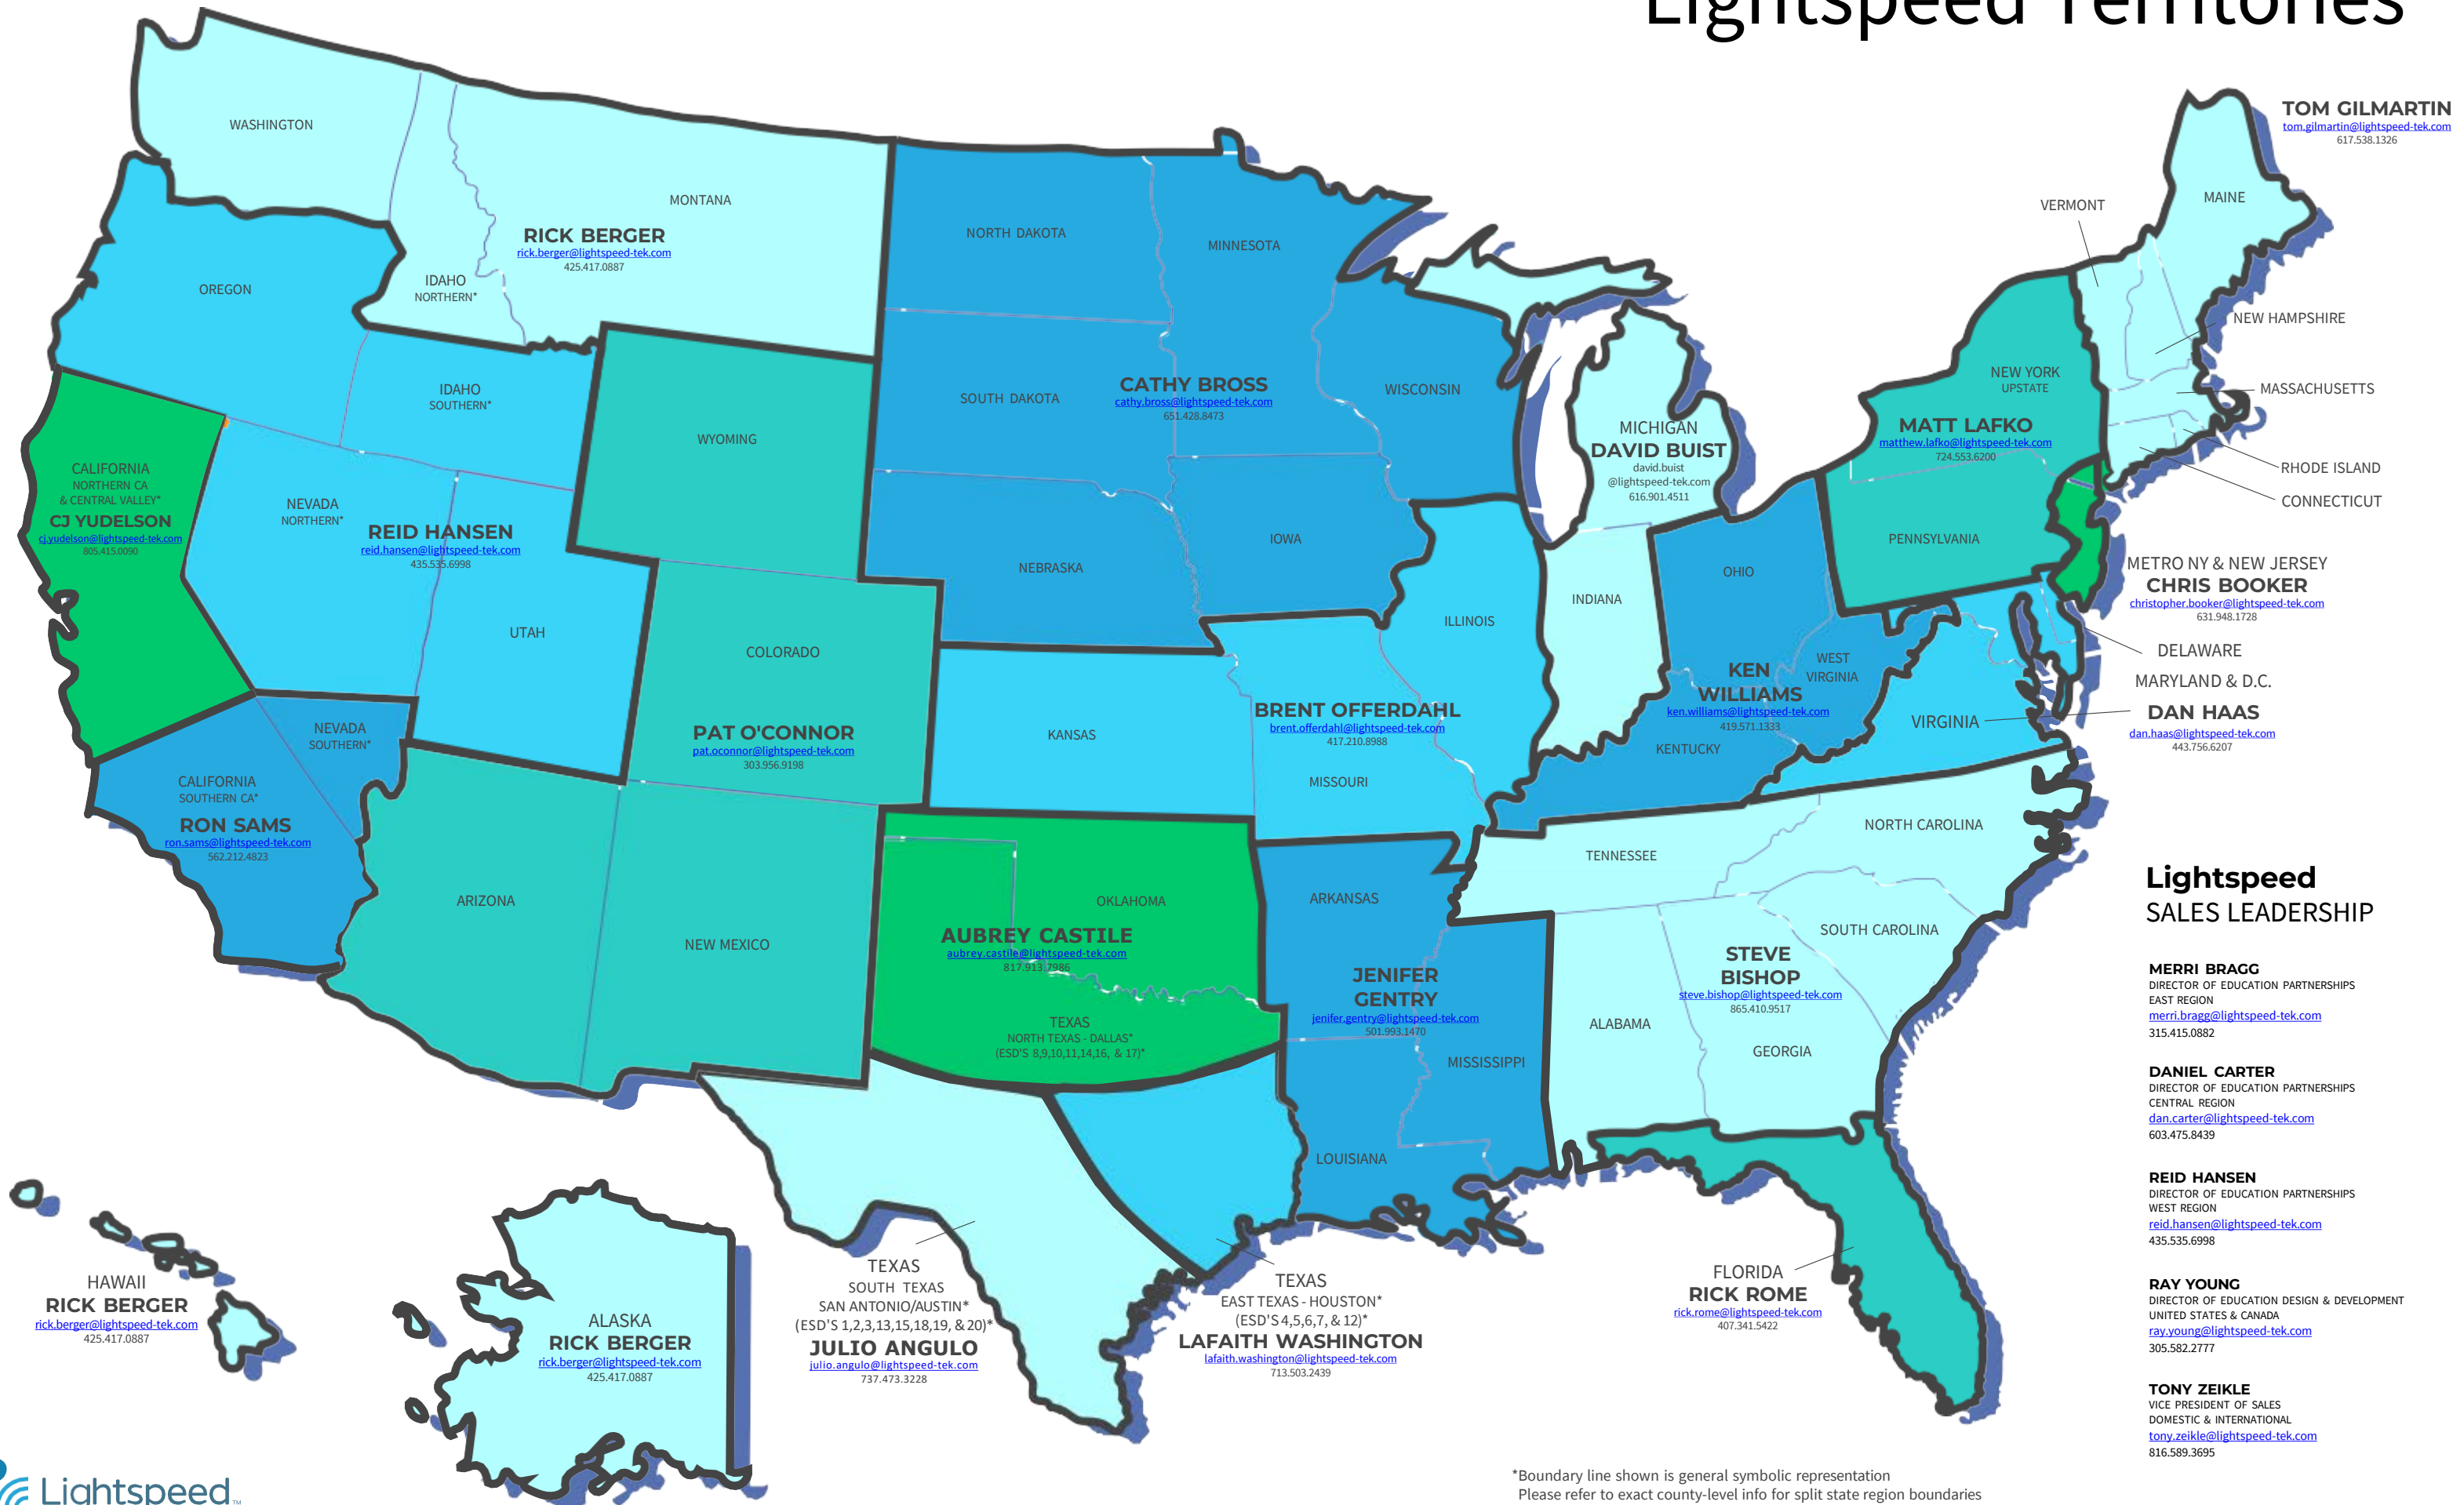 Lightspeed Territories
WASHINGTON
MONTANA
RICK BERGER
rick.berger@lightspeed-tek.com
425.417.0887
IDAHO
NORTHERN*
OREGON
IDAHO
SOUTHERN*
CALIFORNIA
NORTHERN CA
& CENTRAL VALLEY*
CJ YUDELSON
cj.yudelson@lightspeed-tek.com
805.415.0090
NEVADA
NORTHERN*
REID HANSEN
reid.hansen@lightspeed-tek.com
435.535.6998
UTAH
NEVADA
SOUTHERN*
CALIFORNIA
SOUTHERN CA*
RON SAMS
ron.sams@lightspeed-tek.com
562.212.4823
WYOMING
COLORADO
PAT O'CONNOR
pat.oconnor@lightspeed-tek.com
303.956.9198
ARIZONA
NEW MEXICO
NORTH DAKOTA
MINNESOTA
SOUTH DAKOTA
CATHY BROSS
cathy.bross@lightspeed-tek.com
651.428.8473
WISCONSIN
NEBRASKA
IOWA
KANSAS
ILLINOIS
BRENT OFFERDAHL
brent.offerdahl@lightspeed-tek.com
417.210.8988
MISSOURI
OKLAHOMA
AUBREY CASTILE
aubrey.castile@lightspeed-tek.com
817.913.7986
TEXAS
NORTH TEXAS - DALLAS*
(ESD'S 8,9,10,11,14,16, & 17)*
ARKANSAS
JENIFER
GENTRY
jenifer.gentry@lightspeed-tek.com
501.993.1470
MISSISSIPPI
LOUISIANA
MICHIGAN
DAVID BUIST
david.buist
@lightspeed-tek.com
616.901.4511
INDIANA
OHIO
WEST
VIRGINIA
KEN
WILLIAMS
ken.williams@lightspeed-tek.com
419.571.1333
KENTUCKY
TENNESSEE
NORTH CAROLINA
SOUTH CAROLINA
STEVE
BISHOP
steve.bishop@lightspeed-tek.com
865.410.9517
ALABAMA
GEORGIA
FLORIDA
RICK ROME
rick.rome@lightspeed-tek.com
407.341.5422
TOM GILMARTIN
tom.gilmartin@lightspeed-tek.com
617.538.1326
MAINE
VERMONT
NEW HAMPSHIRE
MASSACHUSETTS
RHODE ISLAND
CONNECTICUT
NEW YORK
UPSTATE
MATT LAFKO
matthew.lafko@lightspeed-tek.com
724.553.6200
PENNSYLVANIA
METRO NY & NEW JERSEY
CHRIS BOOKER
christopher.booker@lightspeed-tek.com
631.948.1728
DELAWARE
MARYLAND & D.C.
VIRGINIA
DAN HAAS
dan.haas@lightspeed-tek.com
443.756.6207
HAWAII
RICK BERGER
rick.berger@lightspeed-tek.com
425.417.0887
ALASKA
RICK BERGER
rick.berger@lightspeed-tek.com
425.417.0887
TEXAS
SOUTH TEXAS
SAN ANTONIO/AUSTIN*
(ESD'S 1,2,3,13,15,18,19, & 20)*
JULIO ANGULO
julio.angulo@lightspeed-tek.com
737.473.3228
TEXAS
EAST TEXAS - HOUSTON*
(ESD'S 4,5,6,7, & 12)*
LAFAITH WASHINGTON
lafaith.washington@lightspeed-tek.com
713.503.2439
Lightspeed
SALES LEADERSHIP
MERRI BRAGG
DIRECTOR OF EDUCATION PARTNERSHIPS
EAST REGION
merri.bragg@lightspeed-tek.com
315.415.0882
DANIEL CARTER
DIRECTOR OF EDUCATION PARTNERSHIPS
CENTRAL REGION
dan.carter@lightspeed-tek.com
603.475.8439
REID HANSEN
DIRECTOR OF EDUCATION PARTNERSHIPS
WEST REGION
reid.hansen@lightspeed-tek.com
435.535.6998
RAY YOUNG
DIRECTOR OF EDUCATION DESIGN & DEVELOPMENT
UNITED STATES & CANADA
ray.young@lightspeed-tek.com
305.582.2777
TONY ZEIKLE
VICE PRESIDENT OF SALES
DOMESTIC & INTERNATIONAL
tony.zeikle@lightspeed-tek.com
816.589.3695
*Boundary line shown is general symbolic representation
Please refer to exact county-level info for split state region boundaries
Lightspeed™